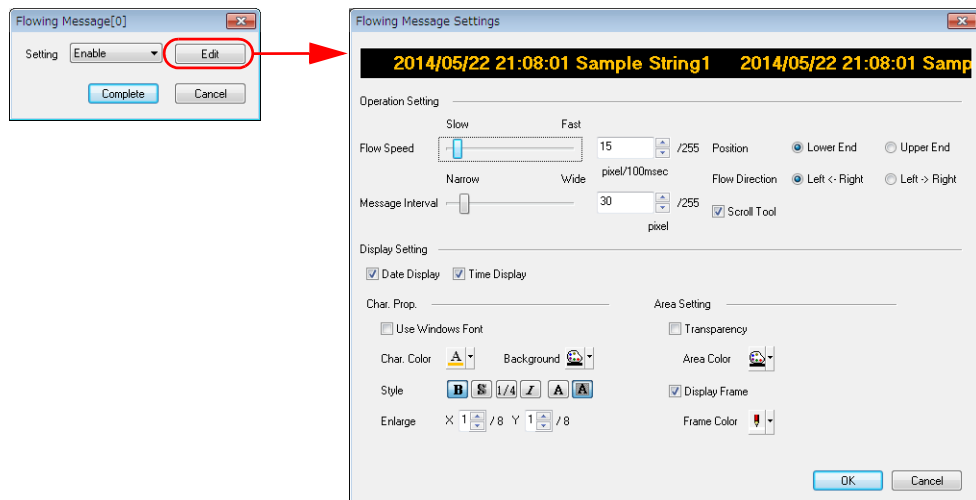 Flowing Message[0]
Setting Enable Edit
Complete Cancel
Flowing Message Settings
2014/05/22 21:08:01 Sample String1 2014/05/22 21:08:01 Samp
Operation Setting
Slow Fast
Flow Speed 15 /255 Position Lower End Upper End
pixel/100msec
Narrow Wide Flow Direction Left <- Right Left -> Right
Message Interval 30 /255 Scroll Tool
pixel
Display Setting
Date Display Time Display
Char. Prop. Area Setting
Use Windows Font Transparency
Char. Color A Background Area Color
Style B S 1/4 I A A Display Frame
Enlarge X 1 / 8 Y 1 / 8 Frame Color
OK Cancel